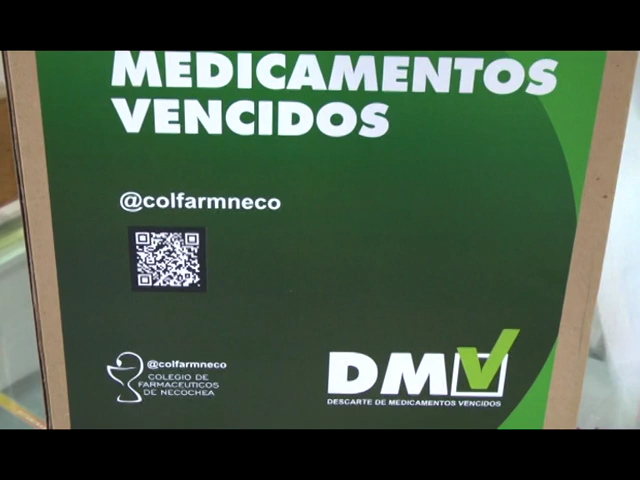 MEDICAMENTOS
VENCIDOS
@colfarmneco
@colfarmneco
COLEGIO DE
FARMACEUTICOS
DE NECOCHEA
DMV
DESCARTE DE MEDICAMENTOS VENCIDOS